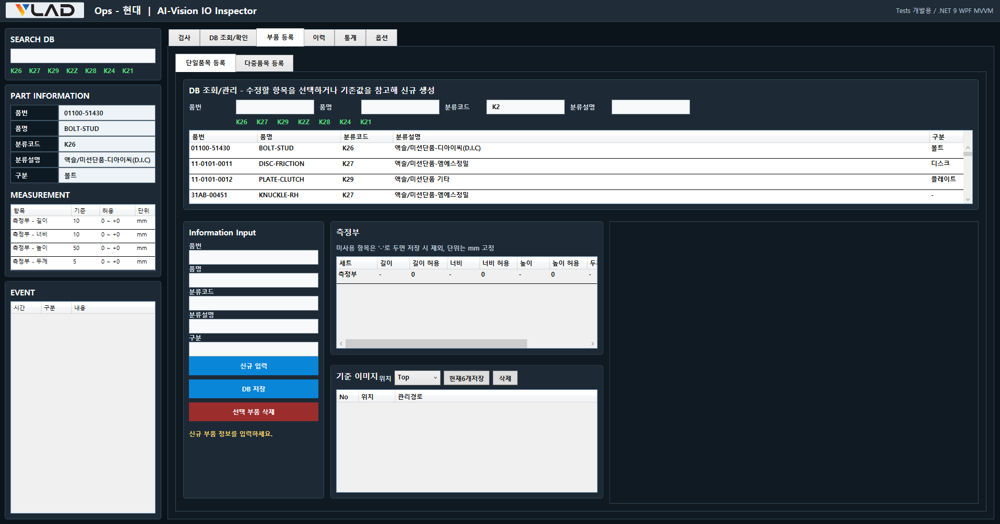 VLAD
Ops - 현대 | AI-Vision IO Inspector
Tests 개발용 / .NET 9 WPF MVVM
SEARCH DB
K26 K27 K29 K2Z K28 K24 K21
PART INFORMATION
품번 01100-51430
품명 BOLT-STUD
분류코드 K26
분류설명 액슬/미션단품-디아이씨(D.I.C)
구분 볼트
MEASUREMENT
항목 기준 허용 단위
측정부 - 길이 10 0 ~ +0 mm
측정부 - 너비 10 0 ~ +0 mm
측정부 - 높이 50 0 ~ +0 mm
측정부 - 두께 5 0 ~ +0 mm
EVENT
시간 구분 내용
검사 DB 조회/확인 부품 등록 이력 통계 옵션
단일품목 등록 다중품목 등록
DB 조회/관리 - 수정할 항목을 선택하거나 기존값을 참고해 신규 생성
품번 품명 분류코드 K2 분류설명
K26 K27 K29 K2Z K28 K24 K21
품번 품명 분류코드 분류설명 구분
01100-51430 BOLT-STUD K26 액슬/미션단품-디아이씨(D.I.C) 볼트
11-0101-0011 DISC-FRICTION K27 액슬/미션단품-엠에스정밀 디스크
11-0101-0012 PLATE-CLUTCH K29 액슬/미션단품 기타 플레이트
31AB-00451 KNUCKLE-RH K27 액슬/미션단품-엠에스정밀 -
Information Input
품번
품명
분류코드
분류설명
구분
신규 입력
DB 저장
선택 부품 삭제
신규 부품 정보를 입력하세요.
측정부
미사용 항목은 '-'로 두면 저장 시 제외, 단위는 mm 고정
세트 길이 길이 허용 너비 너비 허용 높이 높이 허용
측정부 - 0 - 0 - 0 -
기준 이미지 위치 Top 현재6개저장 삭제
No 위치 관리경로